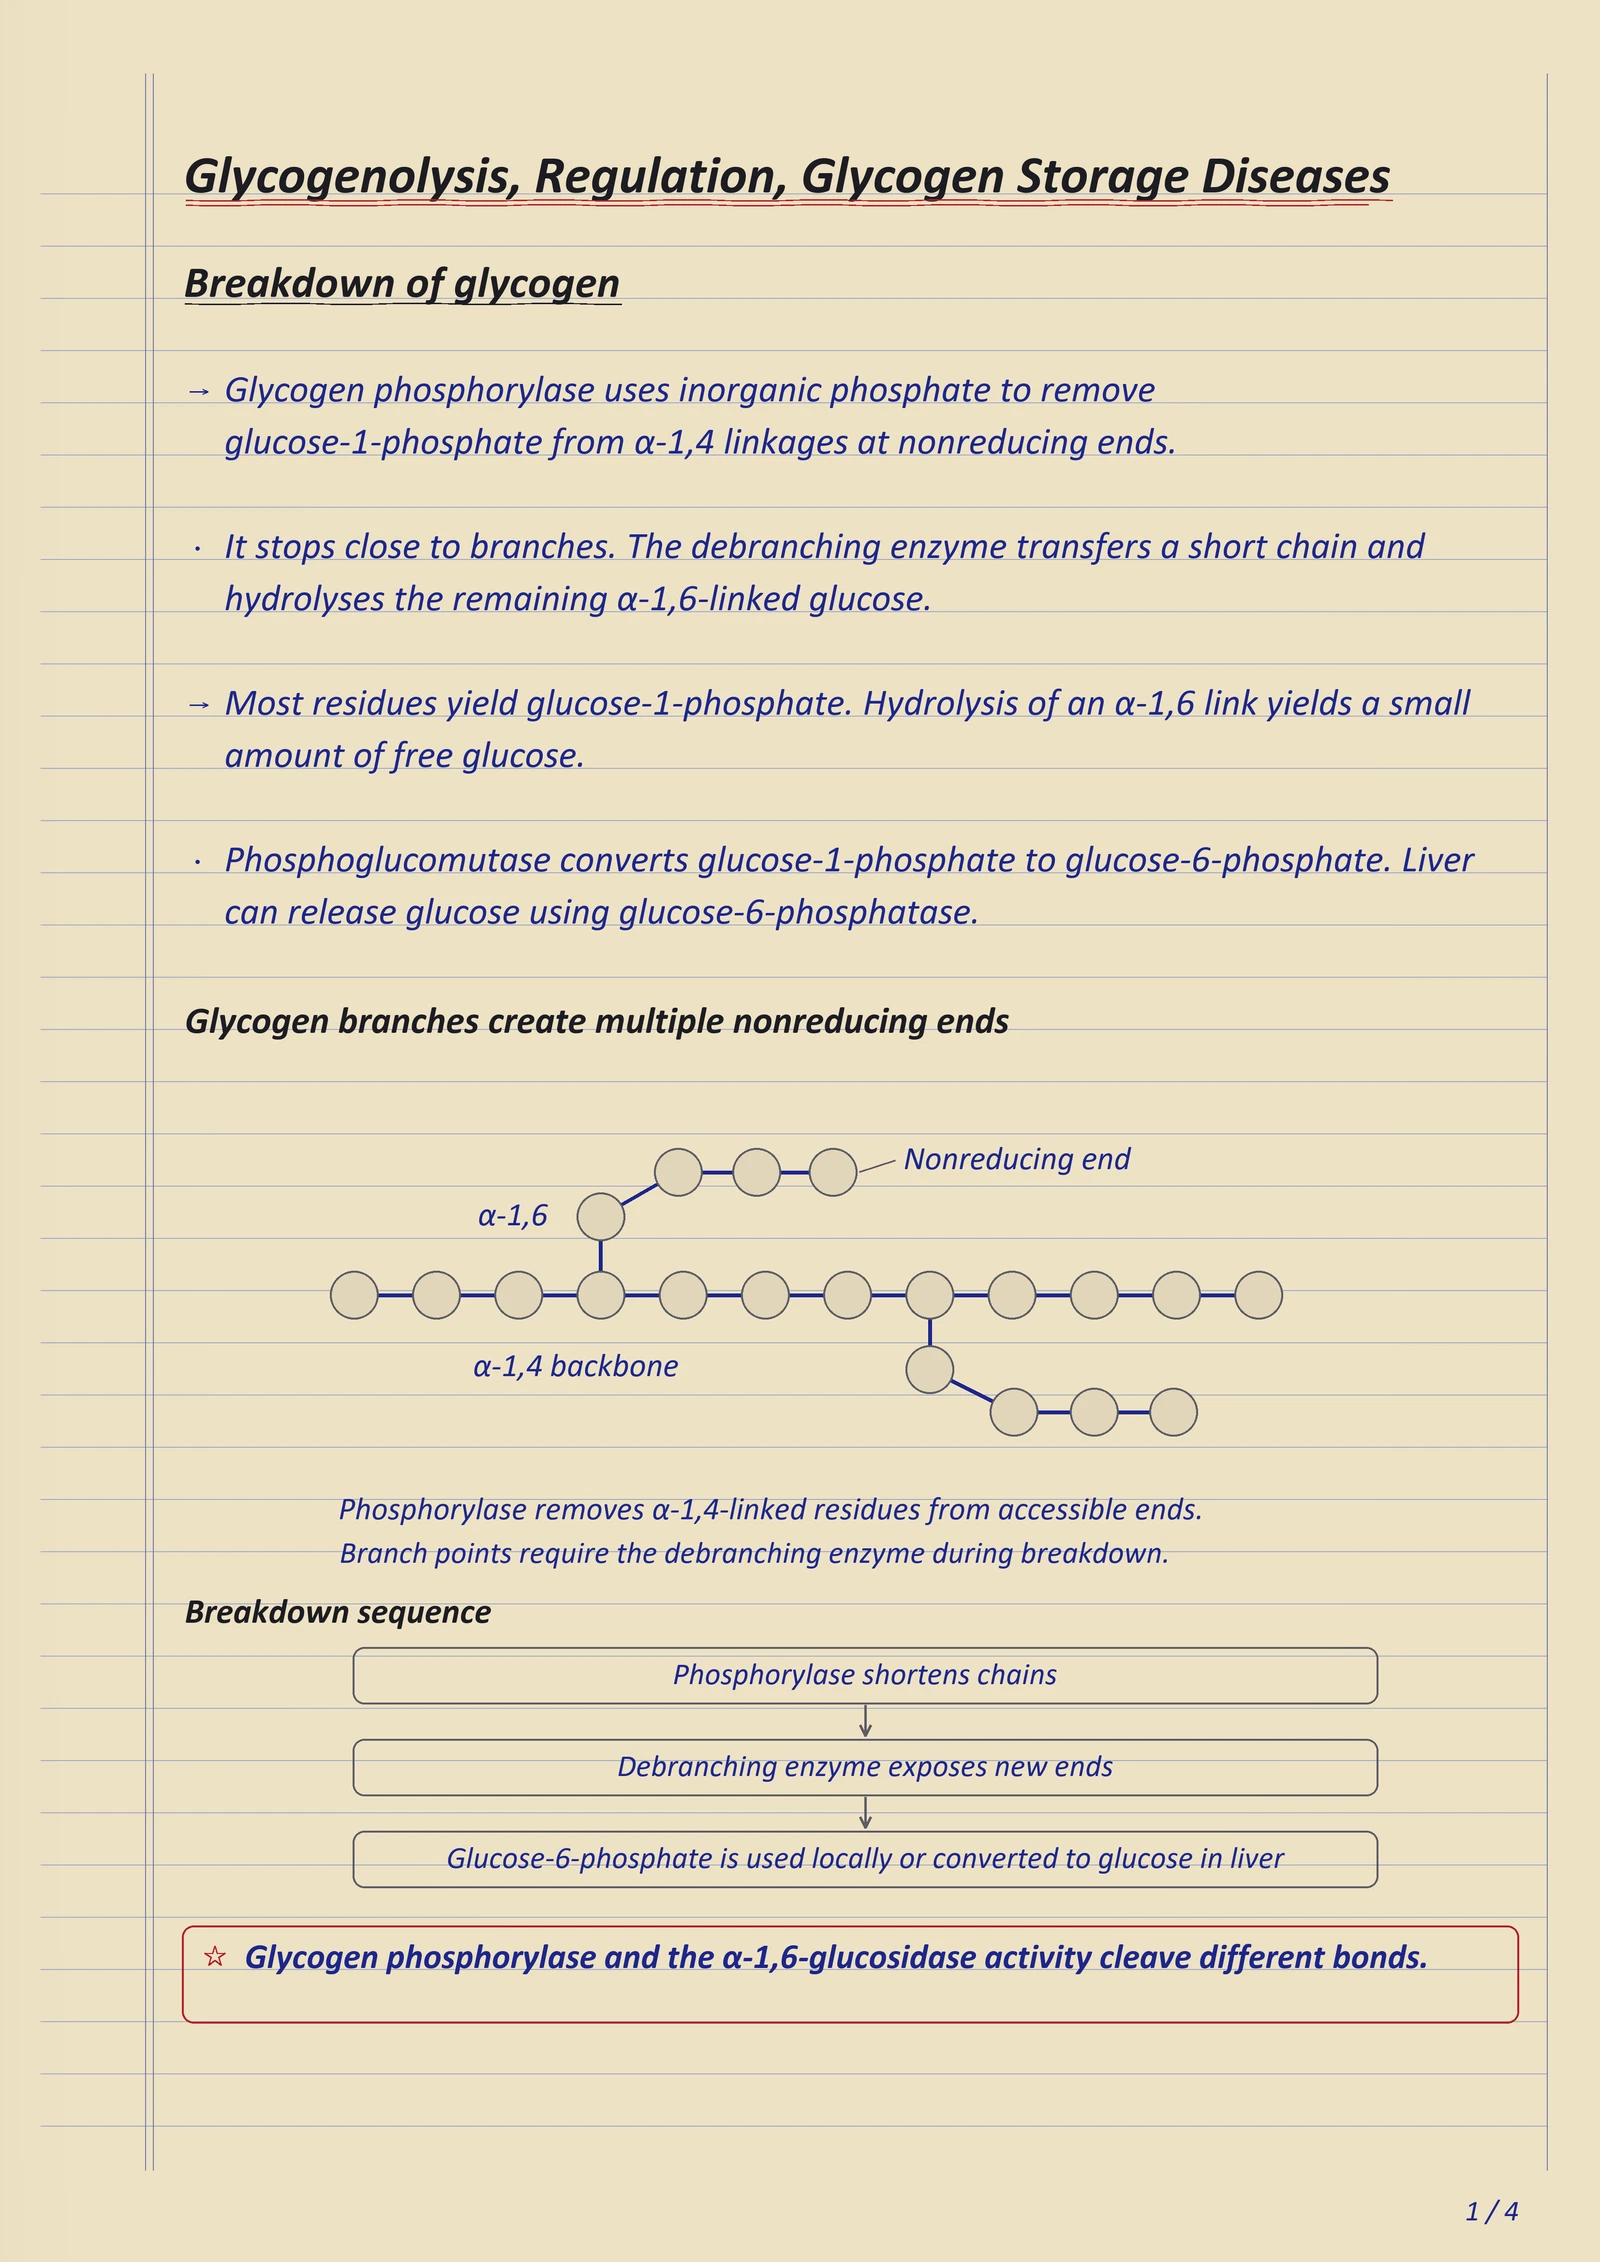 Glycogenolysis, Regulation, Glycogen Storage Diseases
Breakdown of glycogen
→ Glycogen phosphorylase uses inorganic phosphate to remove
glucose-1-phosphate from α-1,4 linkages at nonreducing ends.
· It stops close to branches. The debranching enzyme transfers a short chain and
hydrolyses the remaining α-1,6-linked glucose.
→ Most residues yield glucose-1-phosphate. Hydrolysis of an α-1,6 link yields a small
amount of free glucose.
· Phosphoglucomutase converts glucose-1-phosphate to glucose-6-phosphate. Liver
can release glucose using glucose-6-phosphatase.
Glycogen branches create multiple nonreducing ends
Nonreducing end
α-1,6
α-1,4 backbone
Phosphorylase removes α-1,4-linked residues from accessible ends.
Branch points require the debranching enzyme during breakdown.
Breakdown sequence
Phosphorylase shortens chains
Debranching enzyme exposes new ends
Glucose-6-phosphate is used locally or converted to glucose in liver
☆ Glycogen phosphorylase and the α-1,6-glucosidase activity cleave different bonds.
1 / 4